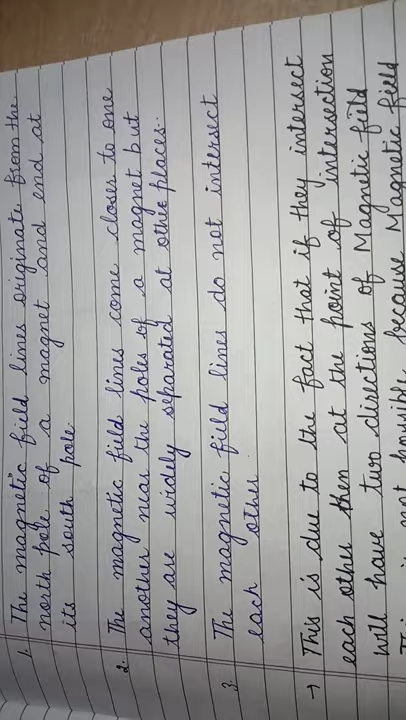 1. The magnetic field lines originate from the
north pole of a magnet and end at
its south pole.
2. The magnetic field lines come closer to one
another near the poles of a magnet but
they are widely separated at other places.
3. The magnetic field lines do not intersect
each other.
→ This is due to the fact that if they intersect
each other then at the point of intersection
will have two directions of Magnetic field
not possible because Magnetic field